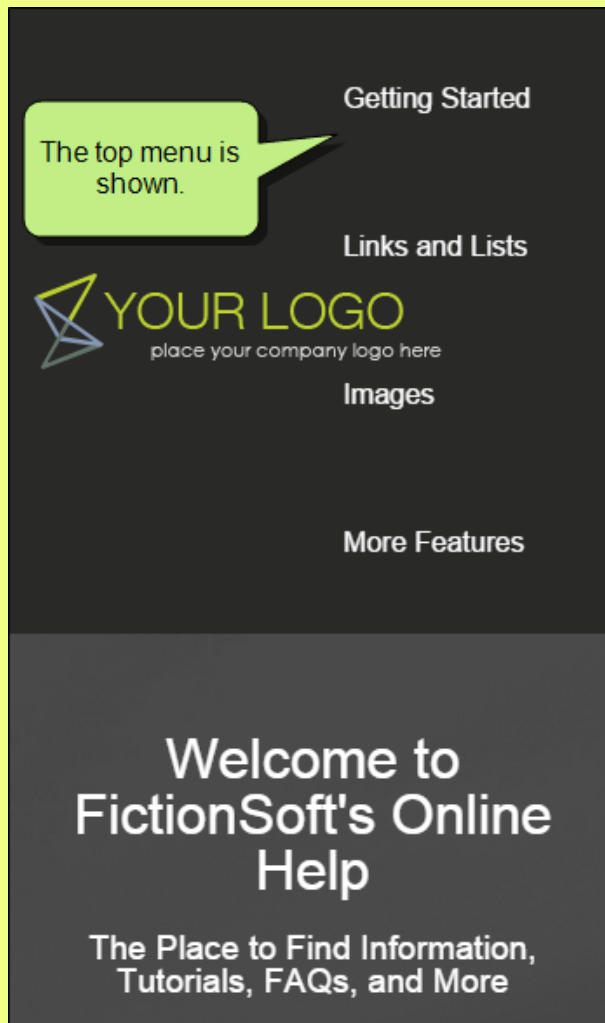 Getting Started
The top menu is
shown.
Links and Lists
YOUR LOGO
place your company logo here
Images
More Features
Welcome to
FictionSoft's Online
Help
The Place to Find Information,
Tutorials, FAQs, and More